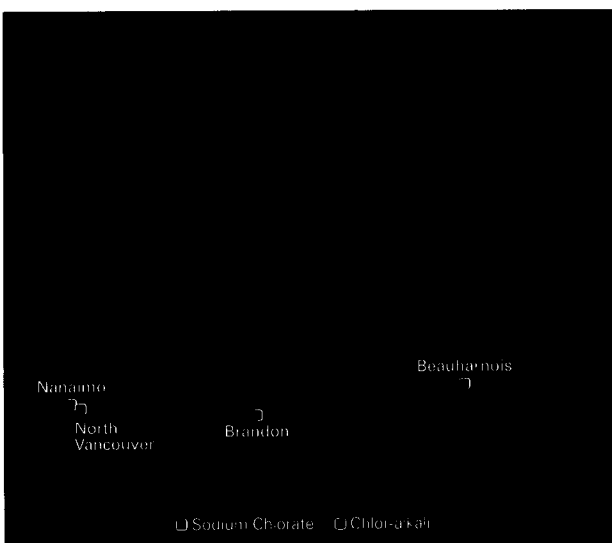 Beauharnois
Nanaimo
North
Vancouver
Brandon
Sodium Chlorate Chlor-alkali